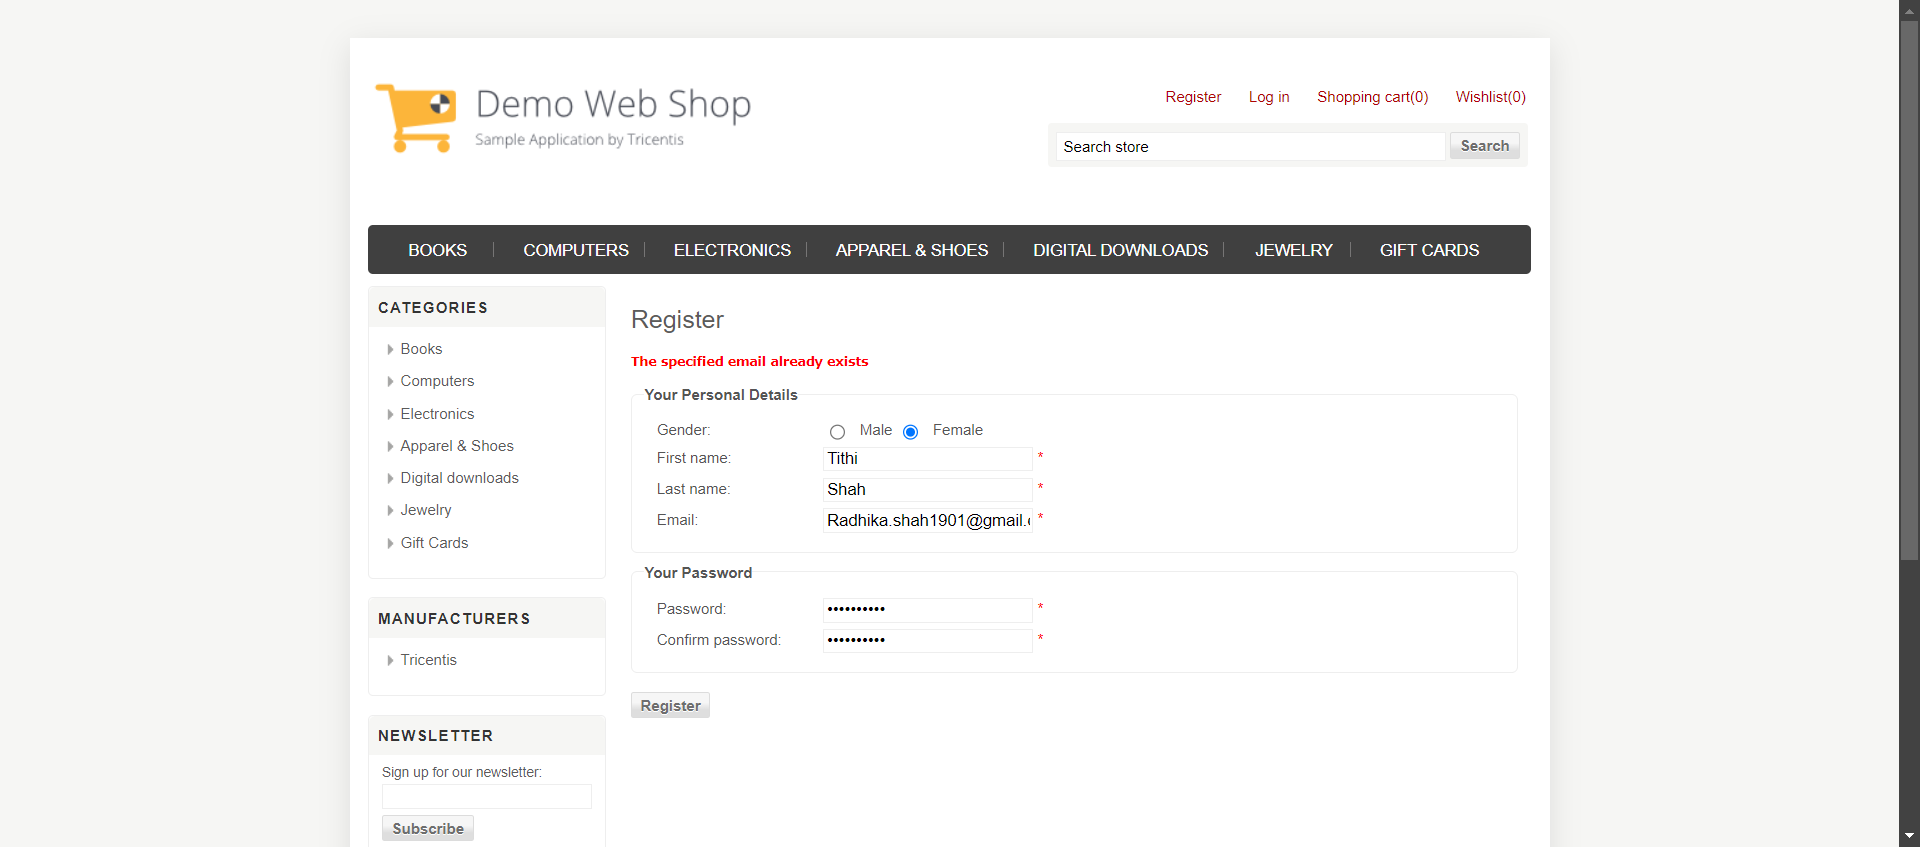 Demo Web Shop
Sample Application by Tricentis
Register Log in Shopping cart(0) Wishlist(0)
Search store Search
BOOKS COMPUTERS ELECTRONICS APPAREL & SHOES DIGITAL DOWNLOADS JEWELRY GIFT CARDS
CATEGORIES
Books
Computers
Electronics
Apparel & Shoes
Digital downloads
Jewelry
Gift Cards
MANUFACTURERS
Tricentis
NEWSLETTER
Sign up for our newsletter:
Subscribe
Register
The specified email already exists
Your Personal Details
Gender: Male Female
First name: Tithi *
Last name: Shah *
Email: Radhika.shah1901@gmail. *
Your Password
Password: •••••••••• *
Confirm password: •••••••••• *
Register